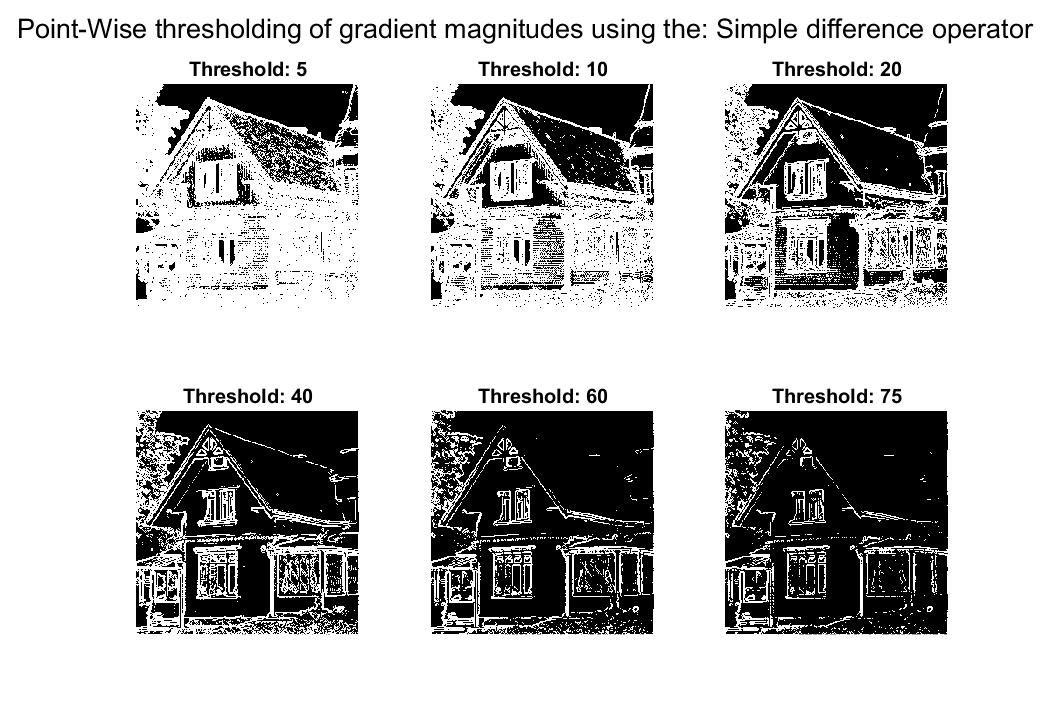 Point-Wise thresholding of gradient magnitudes using the: Simple difference operator
Threshold: 5
Threshold: 10
Threshold: 20
Threshold: 40
Threshold: 60
Threshold: 75